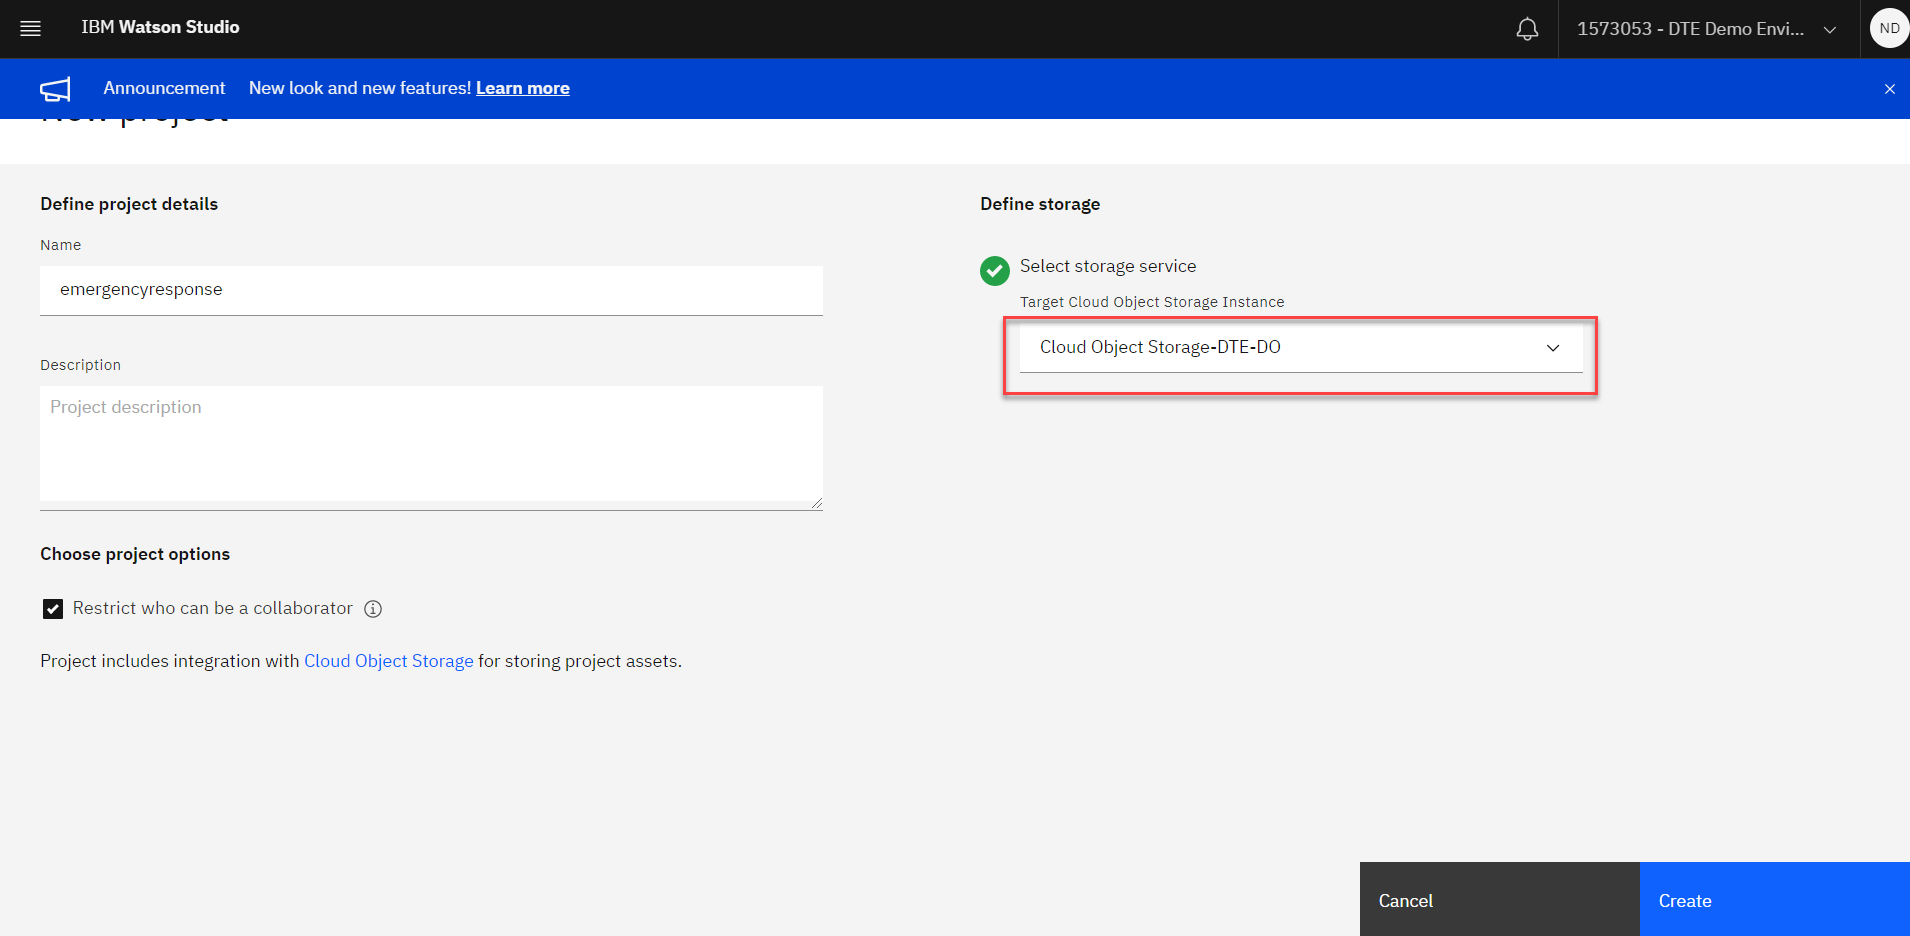 IBM Watson Studio
1573053 - DTE Demo Envi...
ND
Announcement New look and new features! Learn more
New project
Define project details
Name
emergencyresponse
Description
Project description
Choose project options
Restrict who can be a collaborator
Project includes integration with Cloud Object Storage for storing project assets.
Define storage
Select storage service
Target Cloud Object Storage Instance
Cloud Object Storage-DTE-DO
Cancel
Create